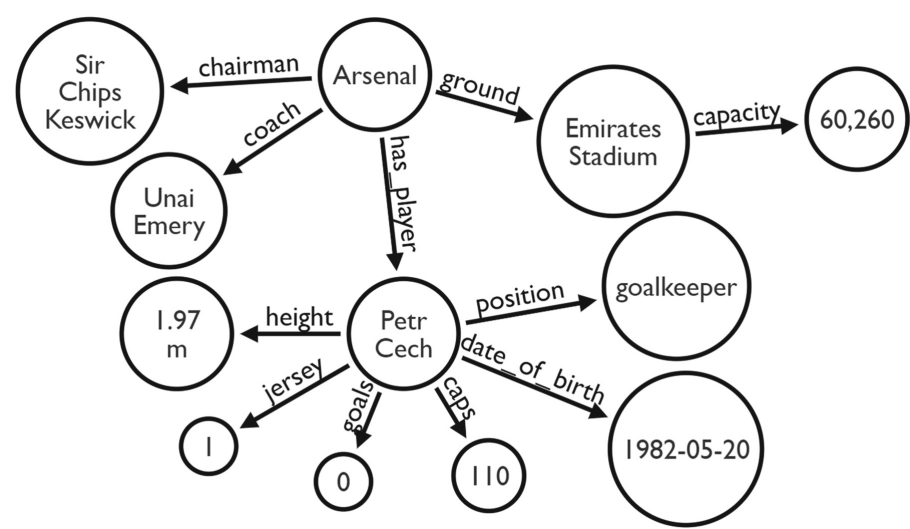 Sir
Chips
Keswick
chairman
Arsenal
ground
Emirates
Stadium
capacity
60,260
coach
Unai
Emery
has_player
1.97
m
height
Petr
Cech
position
goalkeeper
jersey
1
goals
0
caps
110
date_of_birth
1982-05-20